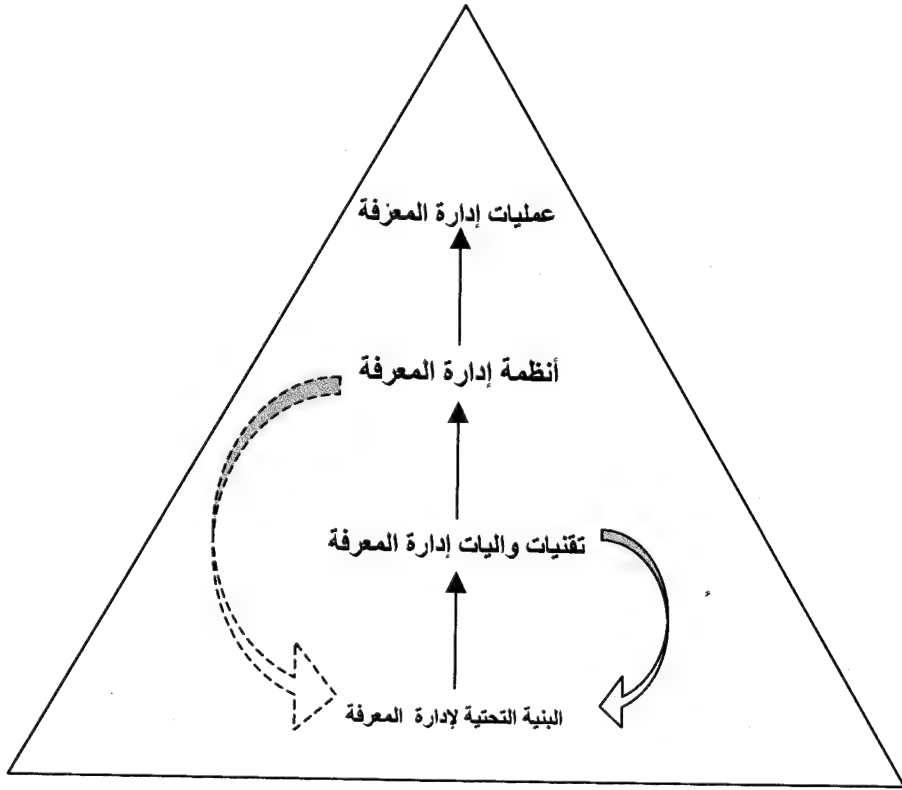 عمليات إدارة المعزفة
أنظمة إدارة المعرفة
تقنيات واليات إدارة المعرفة
البنية التحتية لإدارة المعرفة